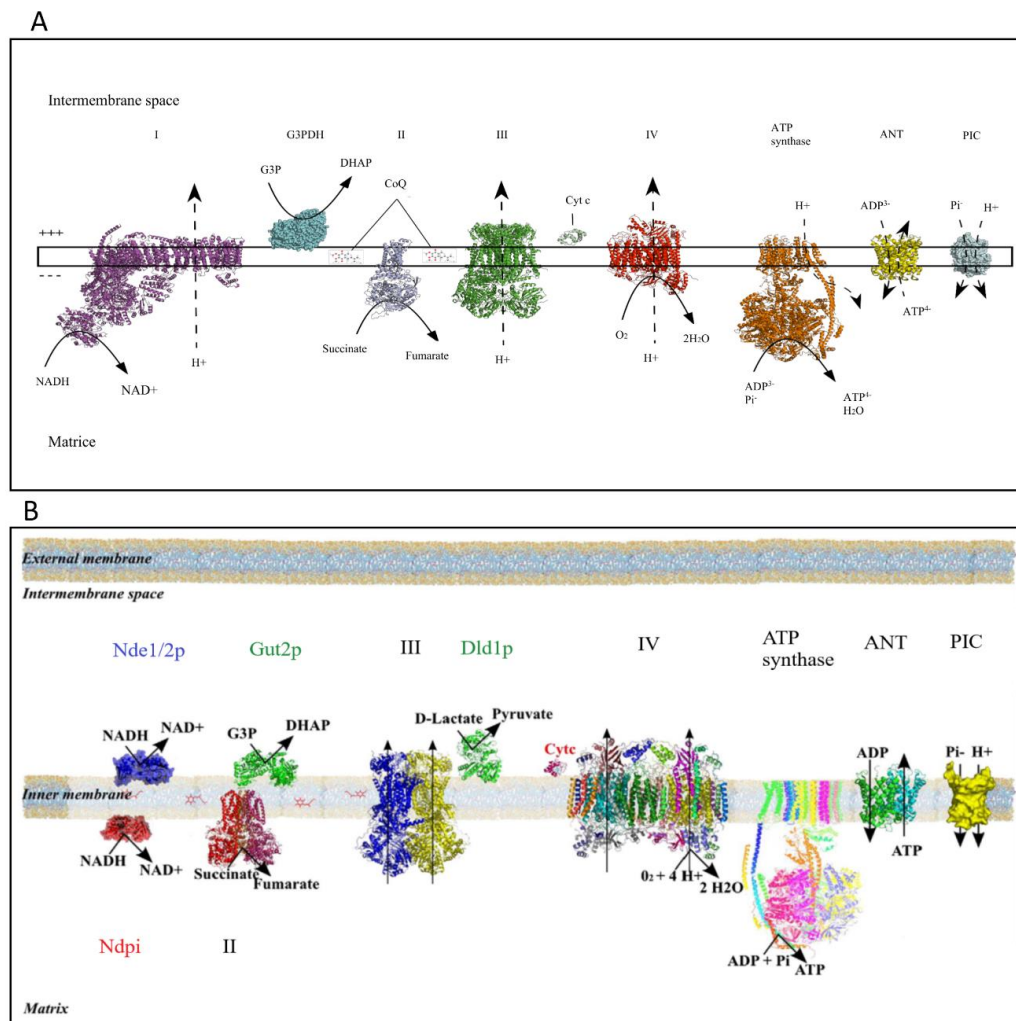 A
Intermembrane space
I
G3PDH
II
III
IV
ATP
synthase
ANT
PIC
G3P
DHAP
CoQ
Cyt c
H+
ADP³⁻
Pi⁻
H+
+++
----
NADH
NAD+
H+
Succinate
Fumarate
H+
O₂
2H₂O
H+
ADP³⁻
Pi⁻
ATP⁴⁻
H₂O
ATP⁴⁻
Matrice
B
External membrane
Intermembrane space
Nde1/2p
Gut2p
III
Dld1p
IV
ATP
synthase
ANT
PIC
NADH
NAD+
G3P
DHAP
D-Lactate
Pyruvate
Cytc
ADP
Pi-
H+
Inner membrane
NADH
NAD+
Succinate
Fumarate
0₂ + 4 H+
2 H2O
ATP
ADP + Pi
ATP
Ndpi
II
Matrix